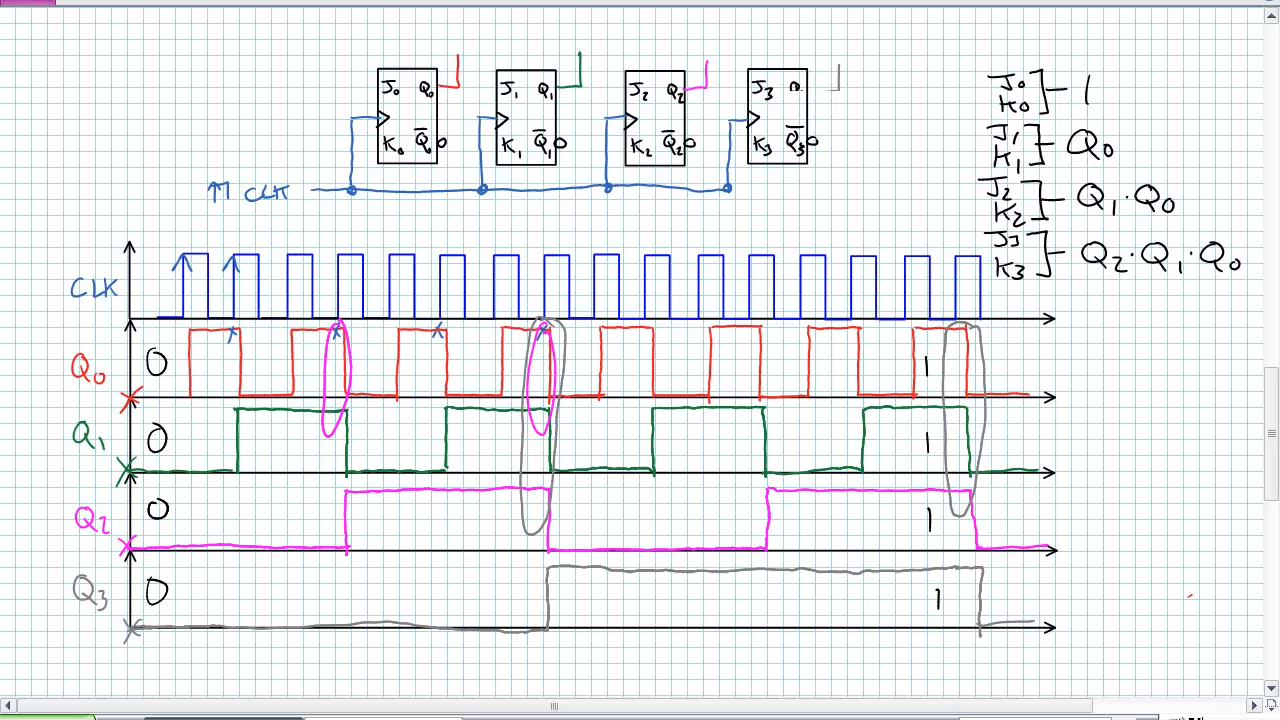 J0 Q0 J1 Q1 J2 Q2 J3
K0 Q̅0 K1 Q̅1 K2 Q̅2 K3 Q̅3
↑ CLK
J0 K0 ] – 1
J1 K1 ] – Q0
J2 K2 ] – Q1·Q0
J3 K3 ] – Q2·Q1·Q0
CLK
Q0 0 1
Q1 0 1
Q2 0 1
Q3 0 1